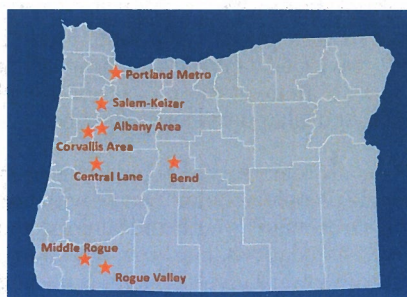 Portland Metro
Salem-Keizer
Albany Area
Corvallis Area
Central Lane
Bend
Middle Rogue
Rogue Valley